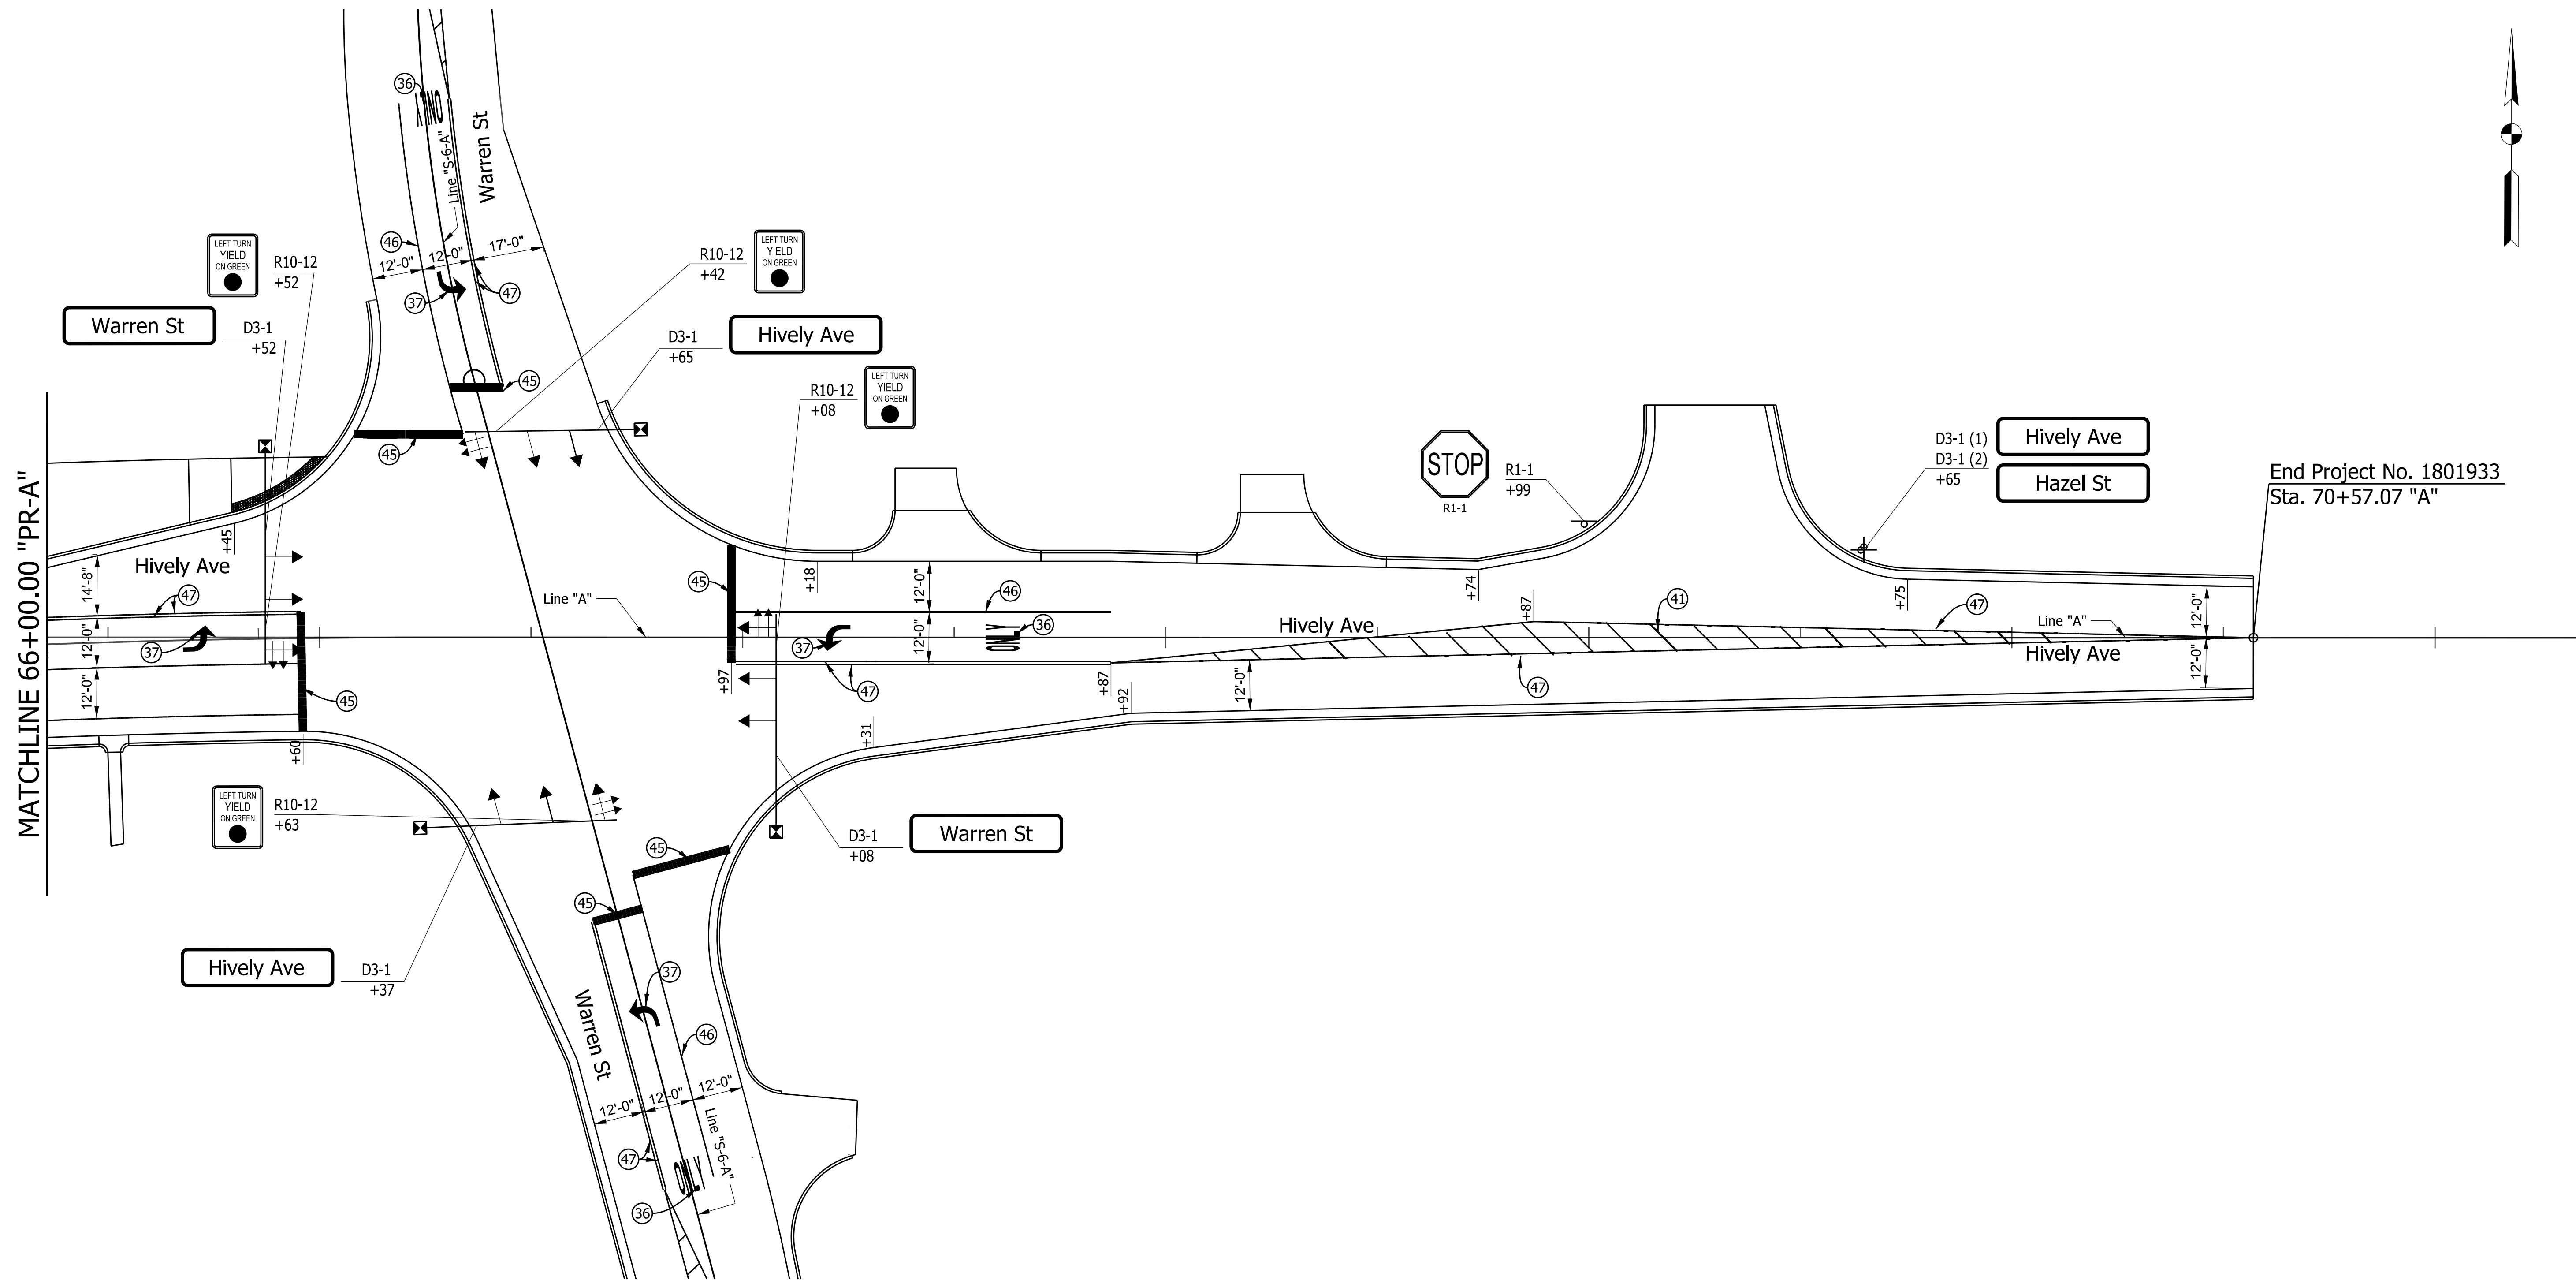 36
ONLY
Line "S-6-A"
Warren St
46
12'-0"
12'-0"
17'-0"
37
47
LEFT TURN
YIELD
ON GREEN
R10-12
+52
Warren St
D3-1
+52
R10-12
+42
LEFT TURN
YIELD
ON GREEN
D3-1
+65
Hively Ave
R10-12
+08
LEFT TURN
YIELD
ON GREEN
45
45
MATCHLINE 66+00.00 "PR-A"
+45
Hively Ave
14'-8"
47
12'-0"
37
12'-0"
45
+60
Line "A"
45
+18
12'-0"
46
12'-0"
ONLY
36
37
47
+97
+87
+92
+31
STOP
R1-1
R1-1
+99
+74
+87
41
Hively Ave
12'-0"
47
47
+75
Line "A"
Hively Ave
12'-0"
12'-0"
D3-1 (1)
D3-1 (2)
+65
Hively Ave
Hazel St
End Project No. 1801933
Sta. 70+57.07 "A"
LEFT TURN
YIELD
ON GREEN
R10-12
+63
D3-1
+08
Warren St
45
45
Hively Ave
D3-1
+37
37
46
Warren St
12'-0"
12'-0"
12'-0"
Line "S-6-A"
47
ONLY
36